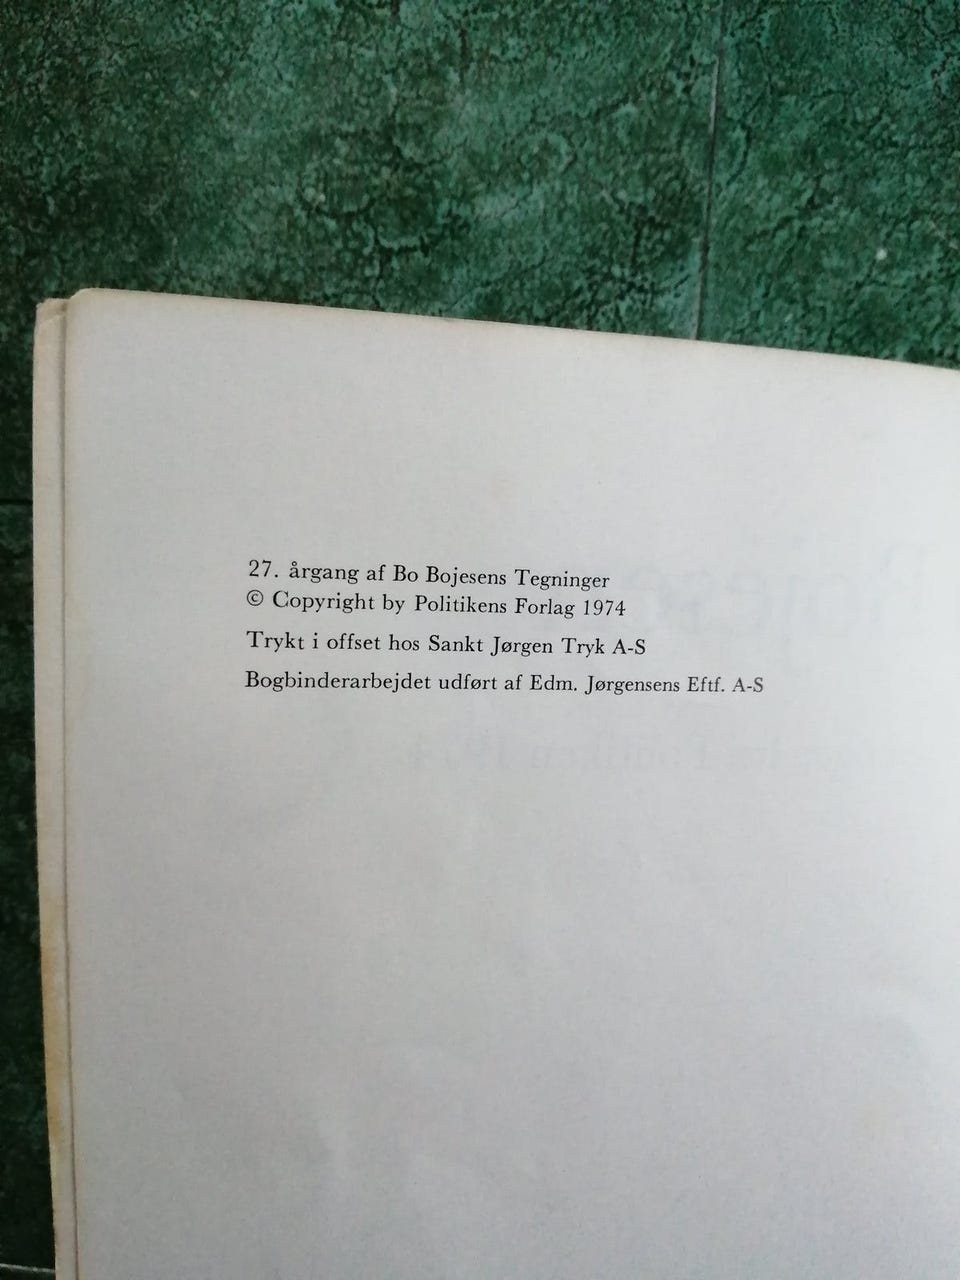 27. årgang af Bo Bojesens Tegninger
© Copyright by Politikens Forlag 1974
Trykt i offset hos Sankt Jørgen Tryk A-S
Bogbinderarbejdet udført af Edm. Jørgensens Eftf. A-S